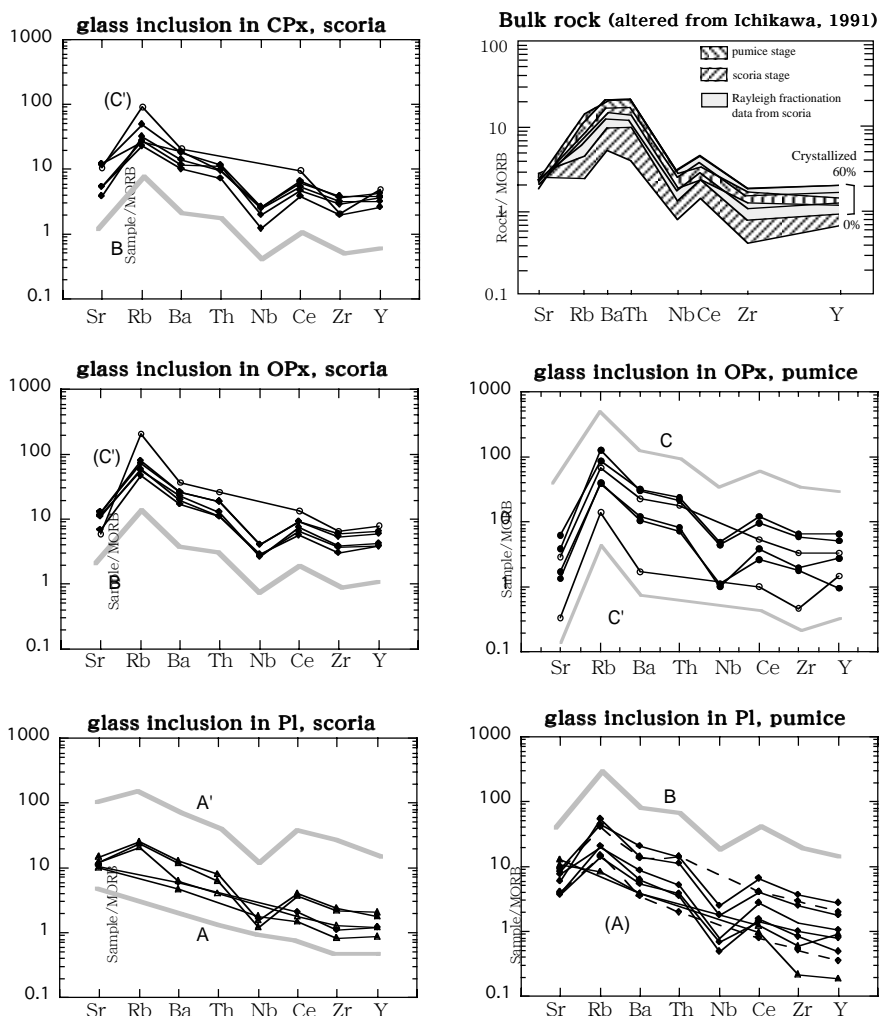 glass inclusion in CPx, scoria
1000
100
10
1
0.1
Sample/MORB
(C')
B
Sr Rb Ba Th Nb Ce Zr Y
Bulk rock (altered from Ichikawa, 1991)
100
10
1
0.1
Rock / MORB
pumice stage
scoria stage
Rayleigh fractionation
data from scoria
Crystallized
60%
0%
Sr Rb BaTh NbCe Zr Y
glass inclusion in OPx, scoria
1000
100
10
1
0.1
Sample/MORB
(C')
B
Sr Rb Ba Th Nb Ce Zr Y
glass inclusion in OPx, pumice
1000
100
10
1
0.1
Sample/MORB
C
C'
Sr Rb Ba Th Nb Ce Zr Y
glass inclusion in Pl, scoria
1000
100
10
1
0.1
Sample/MORB
A'
A
Sr Rb Ba Th Nb Ce Zr Y
glass inclusion in Pl, pumice
1000
100
10
1
0.1
Sample/MORB
B
(A)
Sr Rb Ba Th Nb Ce Zr Y